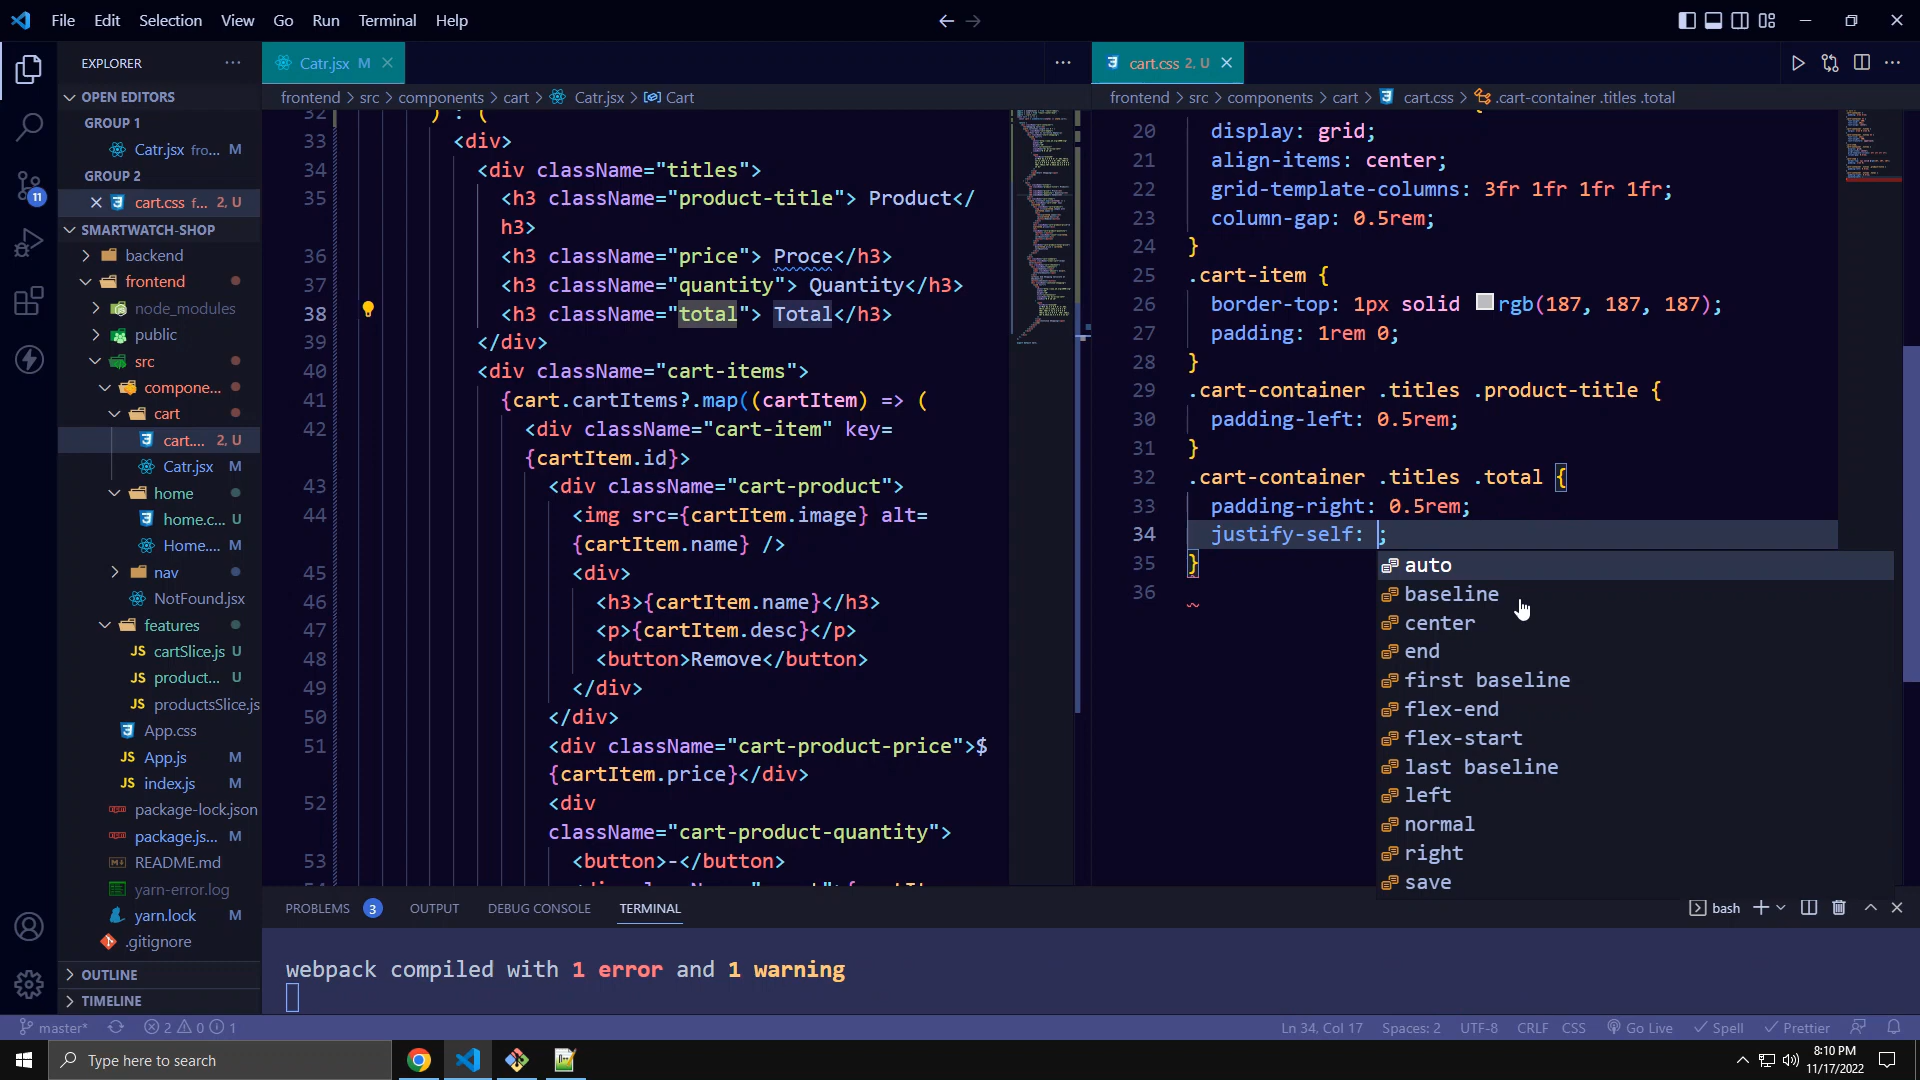 File Edit Selection View Go Run Terminal Help
EXPLORER
OPEN EDITORS
GROUP 1
Catr.jsx fro... M
GROUP 2
cart.css f... 2, U
SMARTWATCH-SHOP
backend
frontend
node_modules
public
src
compone...
cart
cart.... 2, U
Catr.jsx M
home
home.c... U
Home.... M
nav
NotFound.jsx
features
cartSlice.js U
product... U
productsSlice.js
App.css
App.js M
index.js M
package-lock.json
package.js... M
README.md
yarn-error.log
yarn.lock M
.gitignore
OUTLINE
TIMELINE
Catr.jsx M
frontend > src > components > cart > Catr.jsx > Cart
32 ) : (
33 <div>
34 <div className="titles">
35 <h3 className="product-title"> Product</
h3>
36 <h3 className="price"> Proce</h3>
37 <h3 className="quantity"> Quantity</h3>
38 <h3 className="total"> Total</h3>
39 </div>
40 <div className="cart-items">
41 {cart.cartItems?.map((cartItem) => (
42 <div className="cart-item" key=
{cartItem.id}>
43 <div className="cart-product">
44 <img src={cartItem.image} alt=
{cartItem.name} />
45 <div>
46 <h3>{cartItem.name}</h3>
47 <p>{cartItem.desc}</p>
48 <button>Remove</button>
49 </div>
50 </div>
51 <div className="cart-product-price">$
{cartItem.price}</div>
52 <div
className="cart-product-quantity">
53 <button>-</button>
cart.css 2, U
frontend > src > components > cart > cart.css > .cart-container .titles .total
20 display: grid;
21 align-items: center;
22 grid-template-columns: 3fr 1fr 1fr 1fr;
23 column-gap: 0.5rem;
24 }
25 .cart-item {
26 border-top: 1px solid rgb(187, 187, 187);
27 padding: 1rem 0;
28 }
29 .cart-container .titles .product-title {
30 padding-left: 0.5rem;
31 }
32 .cart-container .titles .total {
33 padding-right: 0.5rem;
34 justify-self: ;
35 }
36
auto
baseline
center
end
first baseline
flex-end
flex-start
last baseline
left
normal
right
save
PROBLEMS 3 OUTPUT DEBUG CONSOLE TERMINAL
bash
webpack compiled with 1 error and 1 warning
11
master* 2 0 1
Ln 34, Col 17 Spaces: 2 UTF-8 CRLF CSS Go Live Spell Prettier
Type here to search
8:10 PM
11/17/2022